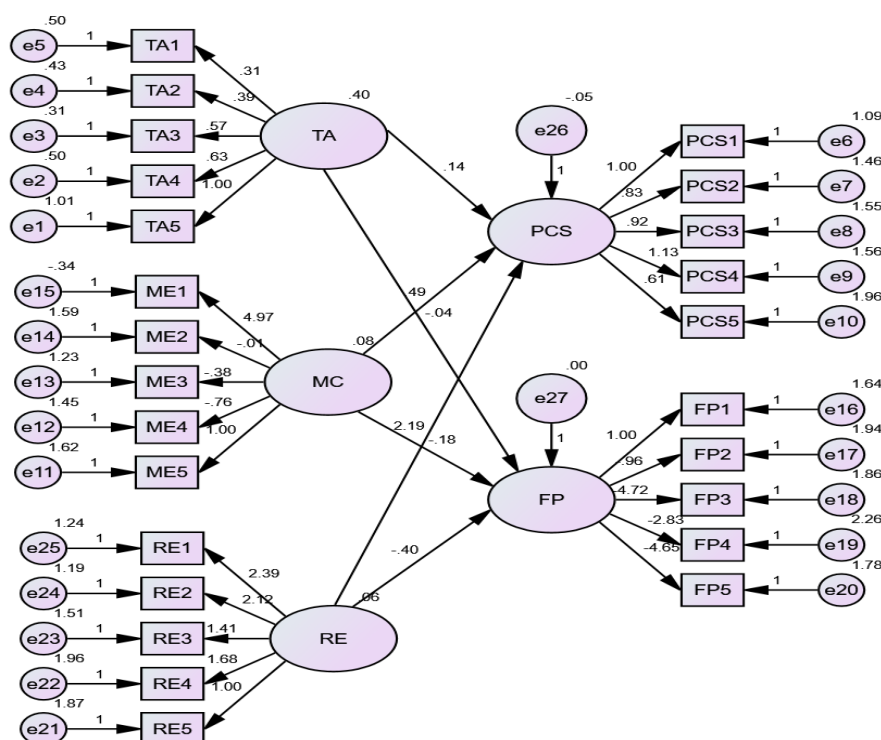 .50
e5 1 TA1
.31
.43
e4 1 TA2
.39
.40
.31
e3 1 TA3
.57
TA
.50
e2 1 TA4
.63
1.01
e1 1 TA5
1.00
.14
-.04
-.05
e26
1
PCS
1.00
PCS1 1 e6
1.09
.83
PCS2 1 e7
1.46
.92
PCS3 1 e8
1.55
1.13
PCS4 1 e9
1.56
.61
PCS5 1 e10
1.96
-.34
e15 1 ME1
4.97
1.59
e14 1 ME2
-.01
.08
1.23
e13 1 ME3
-.38
MC
1.45
e12 1 ME4
-.76
1.62
e11 1 ME5
1.00
.49
2.19
-.18
.00
e27
1
FP
1.00
FP1 1 e16
1.64
-.96
FP2 1 e17
1.94
-4.72
FP3 1 e18
1.86
-2.83
FP4 1 e19
2.26
-4.65
FP5 1 e20
1.78
1.24
e25 1 RE1
2.39
1.19
e24 1 RE2
2.12
.06
1.51
e23 1 RE3
1.41
RE
1.96
e22 1 RE4
1.68
1.87
e21 1 RE5
1.00
-.40